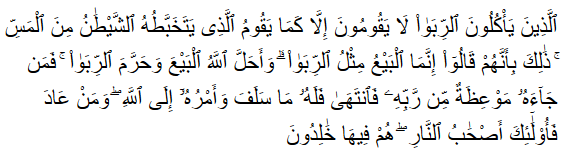 ٱلَّذِينَ يَأۡكُلُونَ ٱلرِّبَوٰاْ لَا يَقُومُونَ إِلَّا كَمَا يَقُومُ ٱلَّذِي يَتَخَبَّطُهُ ٱلشَّيۡطَٰنُ مِنَ ٱلۡمَسِّ
ۚ ذَٰلِكَ بِأَنَّهُمۡ قَالُوٓاْ إِنَّمَا ٱلۡبَيۡعُ مِثۡلُ ٱلرِّبَوٰاْ ۗ وَأَحَلَّ ٱللَّهُ ٱلۡبَيۡعَ وَحَرَّمَ ٱلرِّبَوٰاْ ۚ فَمَن
جَآءَهُۥ مَوۡعِظَةٌ مِّن رَّبِّهِۦ فَٱنتَهَىٰ فَلَهُۥ مَا سَلَفَ وَأَمۡرُهُۥٓ إِلَى ٱللَّهِ ۖ وَمَنۡ عَادَ
فَأُوْلَٰٓئِكَ أَصۡحَٰبُ ٱلنَّارِ ۖ هُمۡ فِيهَا خَٰلِدُونَ